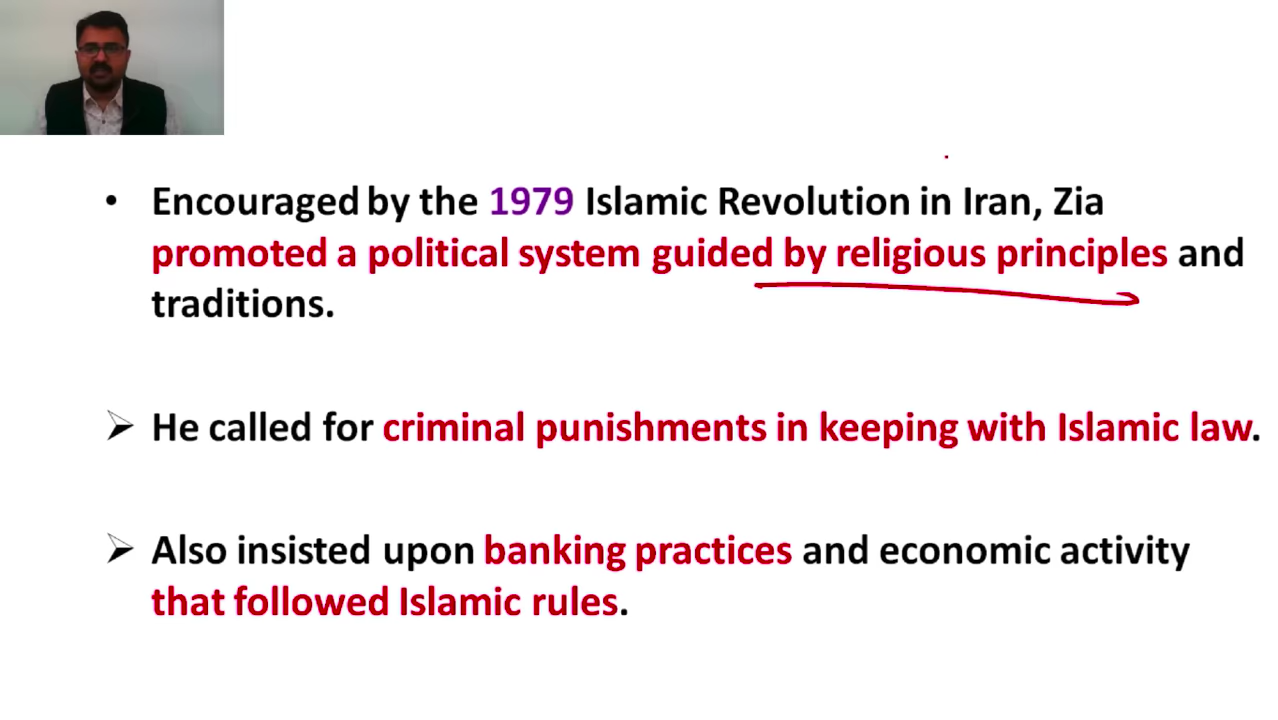 • Encouraged by the 1979 Islamic Revolution in Iran, Zia
promoted a political system guided by religious principles and
traditions.
➢ He called for criminal punishments in keeping with Islamic law.
➢ Also insisted upon banking practices and economic activity
that followed Islamic rules.